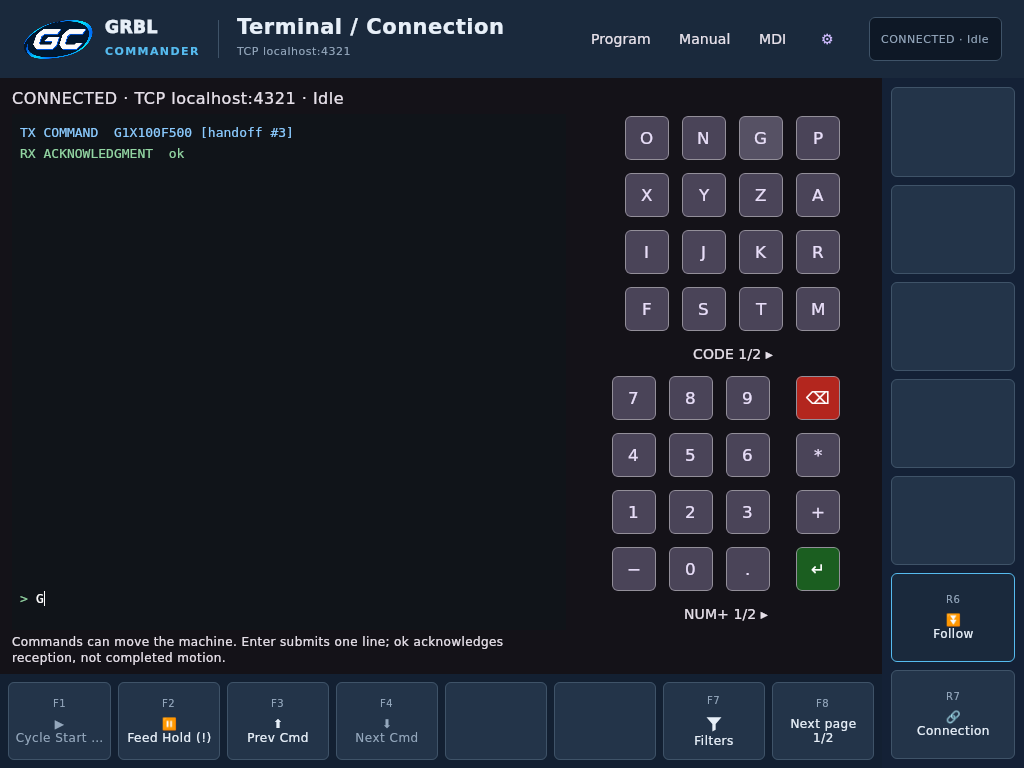 GC
GRBL
COMMANDER
Terminal / Connection
TCP localhost:4321
Program
Manual
MDI
⚙
CONNECTED · Idle
CONNECTED · TCP localhost:4321 · Idle
TX COMMAND  G1X100F500 [handoff #3]
RX ACKNOWLEDGMENT  ok
> G
Commands can move the machine. Enter submits one line; ok acknowledges
reception, not completed motion.
O N G P
X Y Z A
I J K R
F S T M
CODE 1/2 ▸
7 8 9 ⌫
4 5 6 *
1 2 3 +
− 0 . ↵
NUM+ 1/2 ▸
R6
⏬
Follow
R7
🔗
Connection
F1
▶
Cycle Start ...
F2
⏸
Feed Hold (!)
F3
⬆
Prev Cmd
F4
⬇
Next Cmd
F7
Filters
F8
Next page
1/2